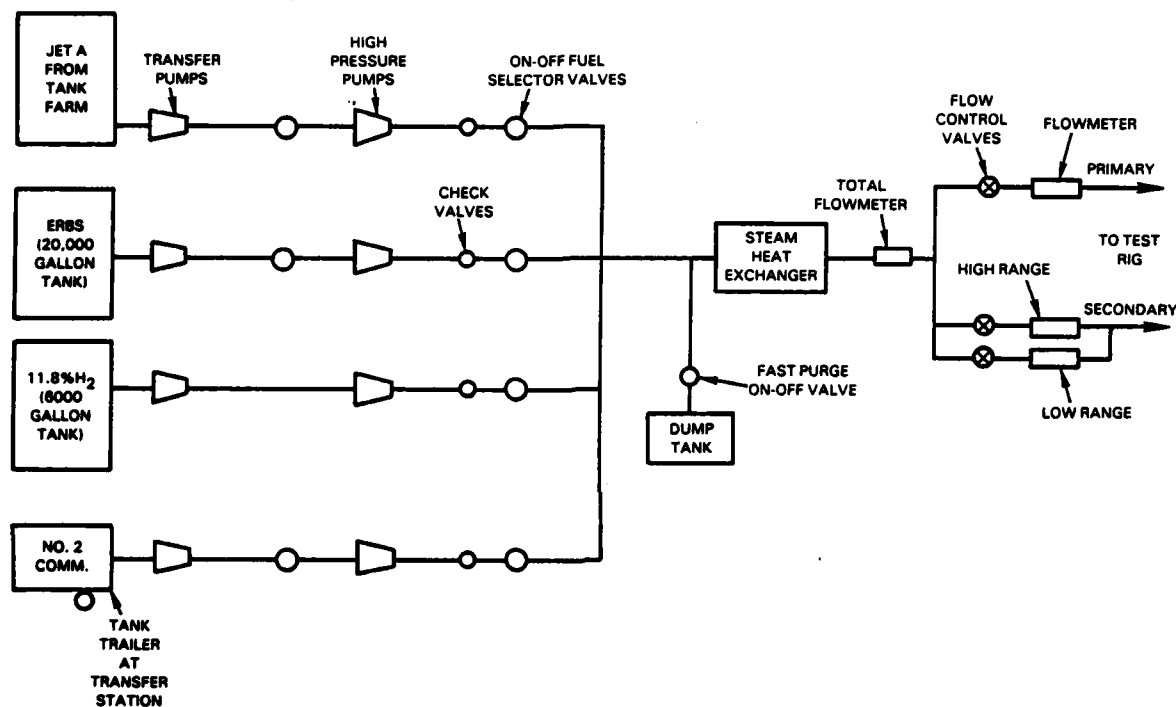 JET A
FROM
TANK
FARM
TRANSFER
PUMPS
HIGH
PRESSURE
PUMPS
ON-OFF FUEL
SELECTOR VALVES
ERBS
(20,000
GALLON
TANK)
CHECK
VALVES
11.8%H₂
(6000
GALLON
TANK)
NO. 2
COMM.
TANK
TRAILER
AT
TRANSFER
STATION
STEAM
HEAT
EXCHANGER
FAST PURGE
ON-OFF VALVE
DUMP
TANK
TOTAL
FLOWMETER
FLOW
CONTROL
VALVES
FLOWMETER
PRIMARY
TO TEST
RIG
HIGH RANGE
SECONDARY
LOW RANGE